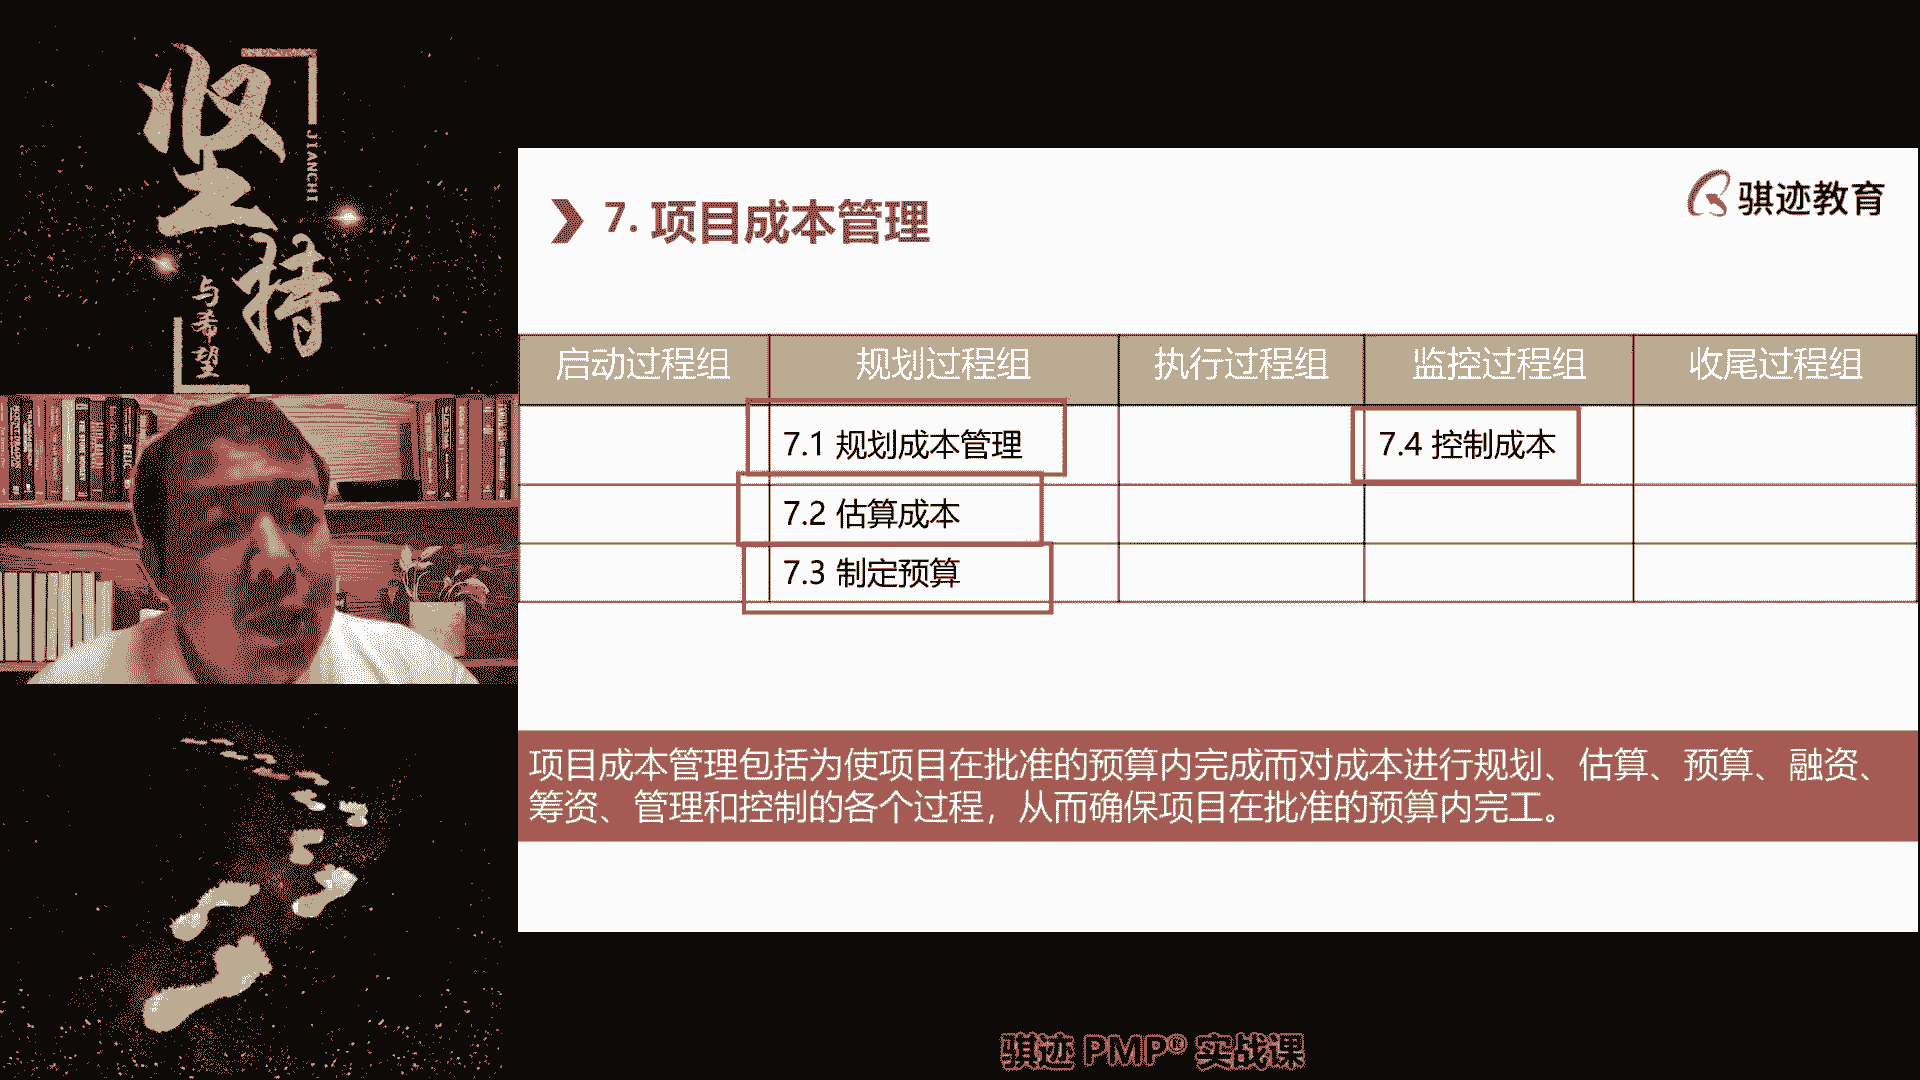 坚持
JIANCHI
与希望
骐迹教育
7. 项目成本管理
启动过程组 规划过程组 执行过程组 监控过程组 收尾过程组
7.1 规划成本管理 7.4 控制成本
7.2 估算成本
7.3 制定预算
项目成本管理包括为使项目在批准的预算内完成而对成本进行规划、估算、预算、融资、
筹资、管理和控制的各个过程，从而确保项目在批准的预算内完工。
骐迹 PMP® 实战课